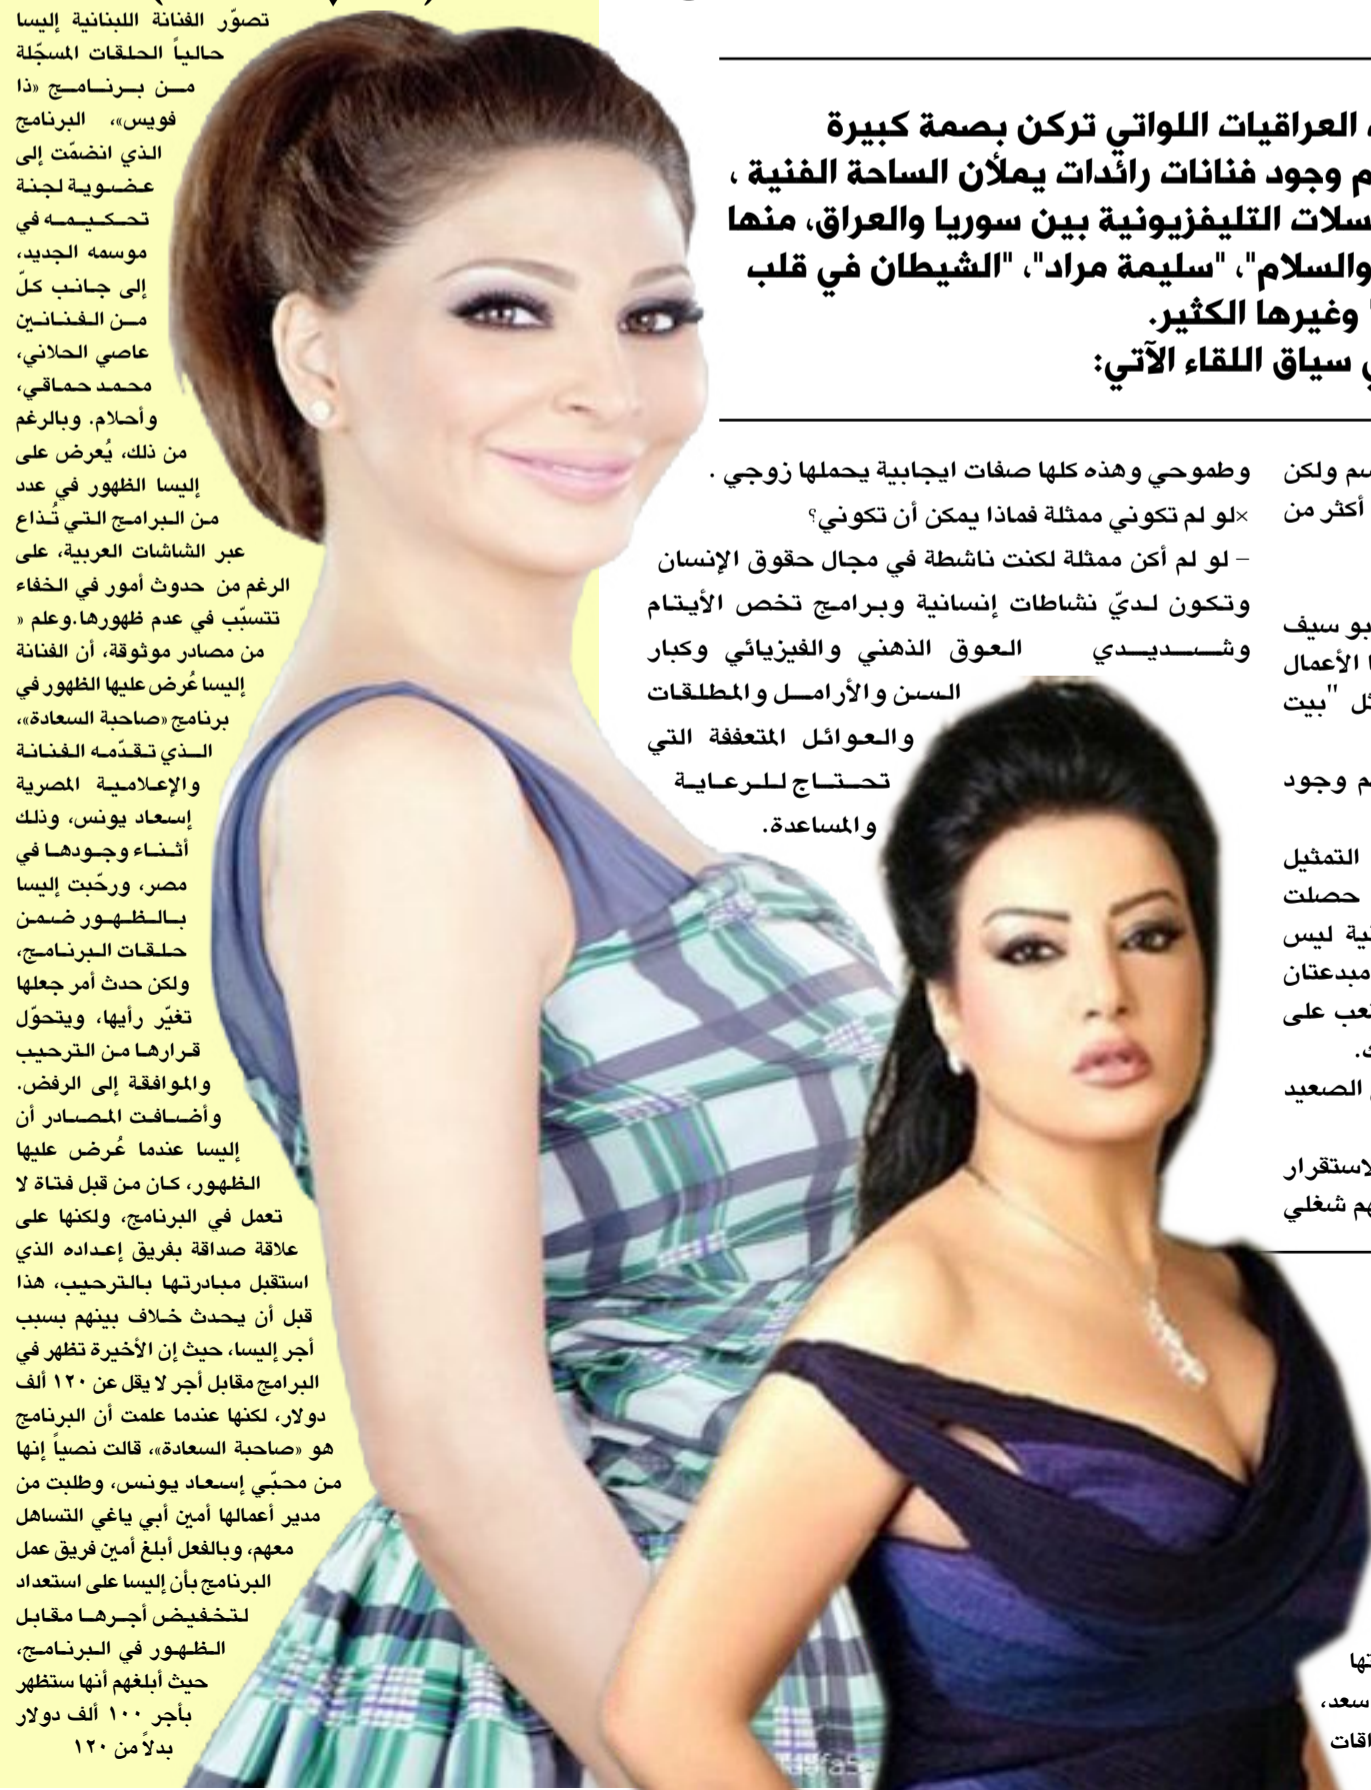 العراقيات اللواتي تركن بصمة كبيرة
وجود فنانات رائدات يملأن الساحة الفنية ،
التليفزيونية بين سوريا والعراق، منها
والسلام"، "سليمة مراد"، "الشيطان في قلب
وغيرها الكثير.
سياق اللقاء الآتي:
ولكن
أكثر من
بو سيف
الأعمال
"بيت
وجود
التمثيل
حصلت
ليس
مبدعتان
على
الصعيد
شغلي
وطموحي وهذه كلها صفات ايجابية يحملها زوجي .
×لو لم تكوني ممثلة فماذا يمكن أن تكوني؟
– لو لم أكن ممثلة لكنت ناشطة في مجال حقوق الإنسان
وتكون لديّ نشاطات إنسانية وبرامج تخص الأيتام
وشديدي العوق الذهني والفيزيائي وكبار
السن والأرامل والمطلقات
والعوائل المتعففة التي
تحتاج للرعاية
والمساعدة.
سعد،
تصوّر الفنانة اللبنانية إليسا
حالياً الحلقات المسجّلة
من برنامج «ذا
فويس»، البرنامج
الذي انضمّت إلى
عضوية لجنة
تحكيمه في
موسمه الجديد،
إلى جانب كلّ
من الفنانين
عاصي الحلاني،
محمد حماقي،
وأحلام. وبالرغم
من ذلك، يُعرض على
إليسا الظهور في عدد
من البرامج التي تُذاع
عبر الشاشات العربية، على
الرغم من حدوث أمور في الخفاء
تتسبّب في عدم ظهورها.وعلم «
من مصادر موثوقة، أن الفنانة
إليسا عُرض عليها الظهور في
برنامج «صاحبة السعادة»،
الذي تقدّمه الفنانة
والإعلامية المصرية
إسعاد يونس، وذلك
أثناء وجودها في
مصر، ورحّبت إليسا
بالظهور ضمن
حلقات البرنامج،
ولكن حدث أمر جعلها
تغيّر رأيها، ويتحوّل
قرارها من الترحيب
والموافقة إلى الرفض.
وأضافت المصادر أن
إليسا عندما عُرض عليها
الظهور، كان من قبل فتاة لا
تعمل في البرنامج، ولكنها على
علاقة صداقة بفريق إعداده الذي
استقبل مبادرتها بالترحيب، هذا
قبل أن يحدث خلاف بينهم بسبب
أجر إليسا، حيث إن الأخيرة تظهر في
البرامج مقابل أجر لا يقل عن ١٢٠ ألف
دولار، لكنها عندما علمت أن البرنامج
هو «صاحبة السعادة»، قالت نصياً إنها
من محبّي إسعاد يونس، وطلبت من
مدير أعمالها أمين أبي ياغي التساهل
معهم، وبالفعل أبلغ أمين فريق عمل
البرنامج بأن إليسا على استعداد
لتخفيض أجرها مقابل
الظهور في البرنامج،
حيث أبلغهم أنها ستظهر
بأجر ١٠٠ ألف دولار
بدلاً من ١٢٠